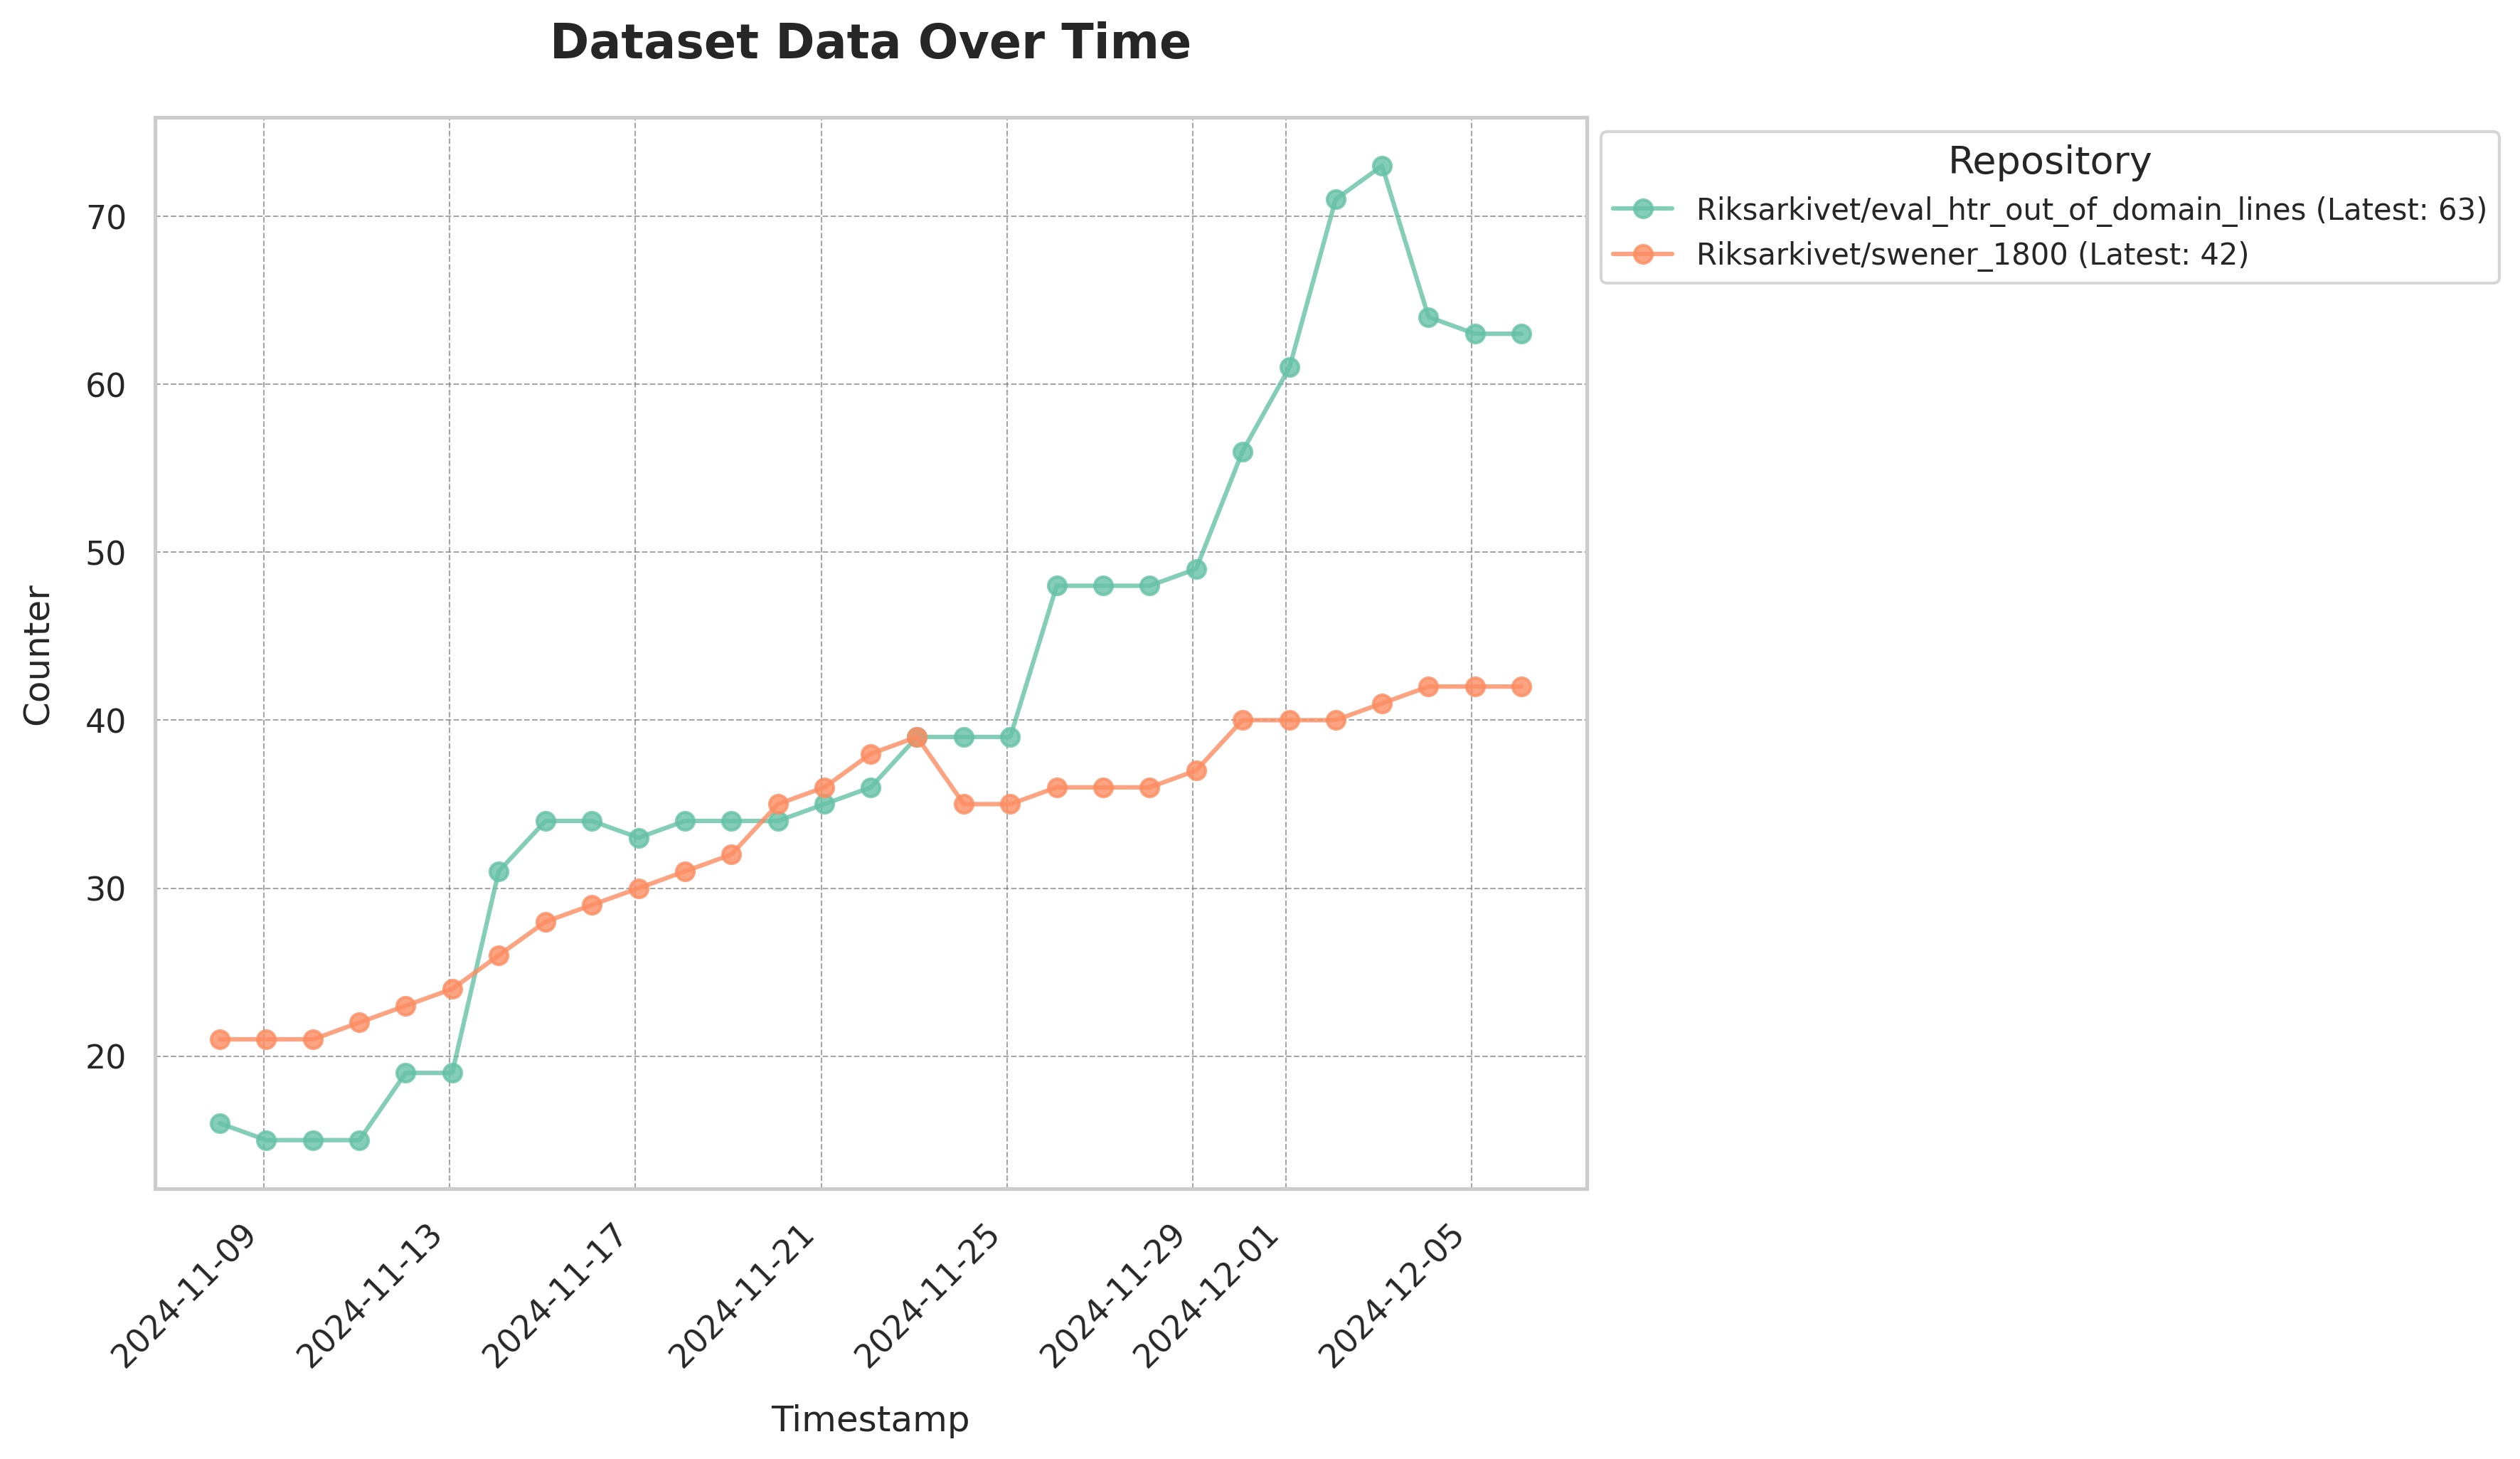 Dataset Data Over Time
Repository
Riksarkivet/eval_htr_out_of_domain_lines (Latest: 63)
Riksarkivet/swener_1800 (Latest: 42)
Counter
70
60
50
40
30
20
2024-11-09
2024-11-13
2024-11-17
2024-11-21
2024-11-25
2024-11-29
2024-12-01
2024-12-05
Timestamp